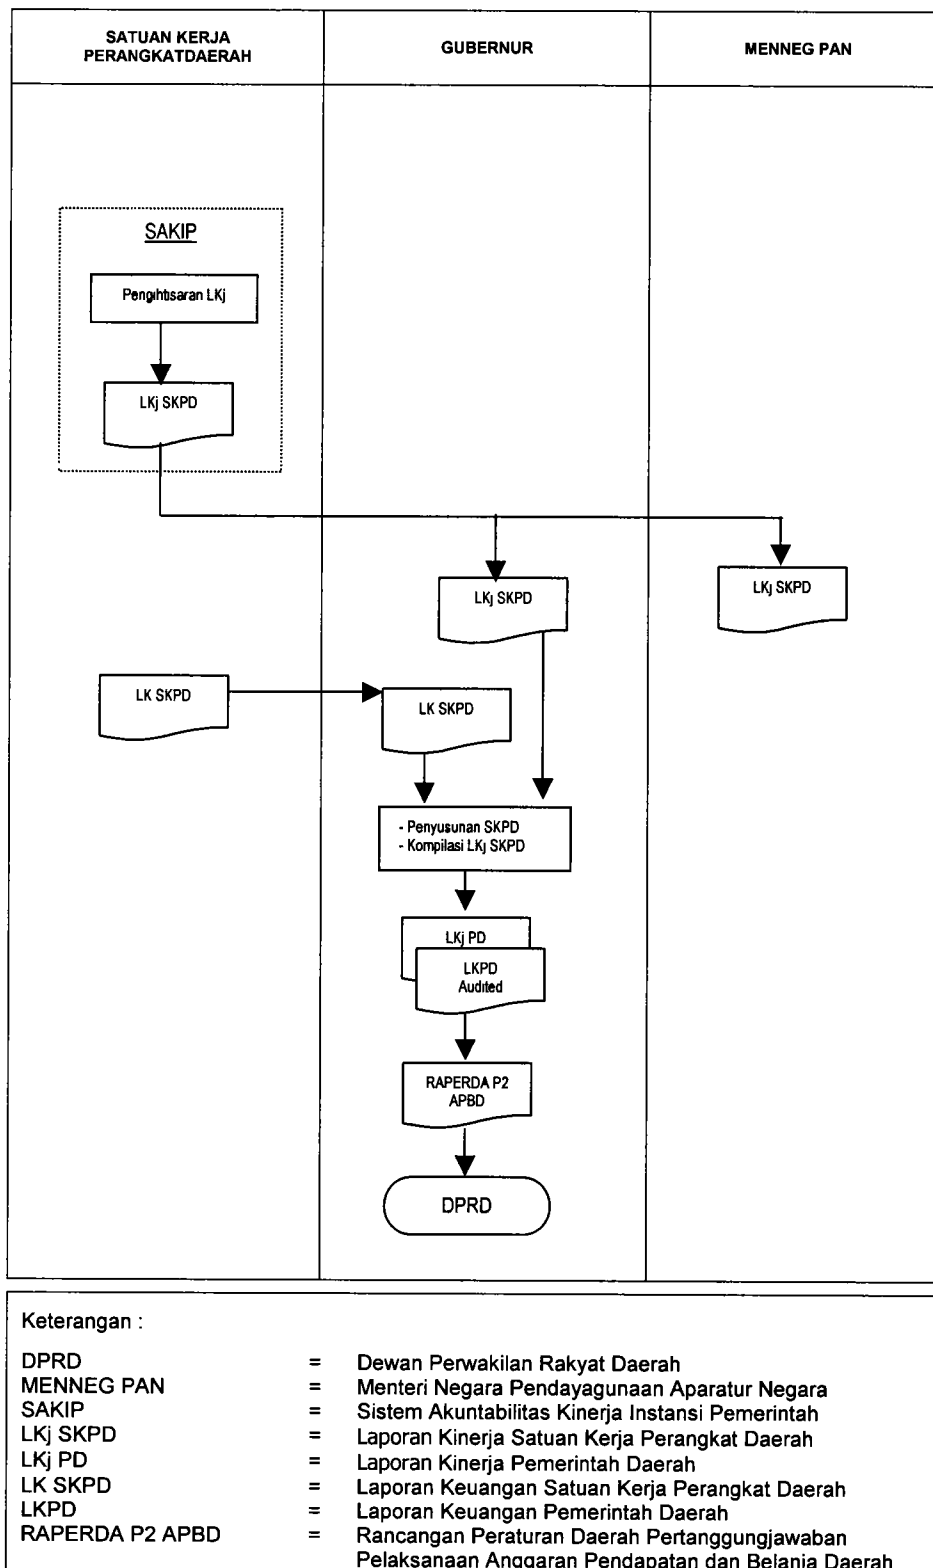 SATUAN KERJA
PERANGKATDAERAH
GUBERNUR
MENNEG PAN
SAKIP
Pengihtisaran LKj
LKj SKPD
LKj SKPD
LKj SKPD
LK SKPD
LK SKPD
- Penyusunan SKPD
- Kompilasi LKj SKPD
LKj PD
LKPD
Audited
RAPERDA P2
APBD
DPRD
Keterangan :
DPRD = Dewan Perwakilan Rakyat Daerah
MENNEG PAN = Menteri Negara Pendayagunaan Aparatur Negara
SAKIP = Sistem Akuntabilitas Kinerja Instansi Pemerintah
LKj SKPD = Laporan Kinerja Satuan Kerja Perangkat Daerah
LKj PD = Laporan Kinerja Pemerintah Daerah
LK SKPD = Laporan Keuangan Satuan Kerja Perangkat Daerah
LKPD = Laporan Keuangan Pemerintah Daerah
RAPERDA P2 APBD = Rancangan Peraturan Daerah Pertanggungjawaban
Pelaksanaan Anggaran Pendapatan dan Belanja Daerah